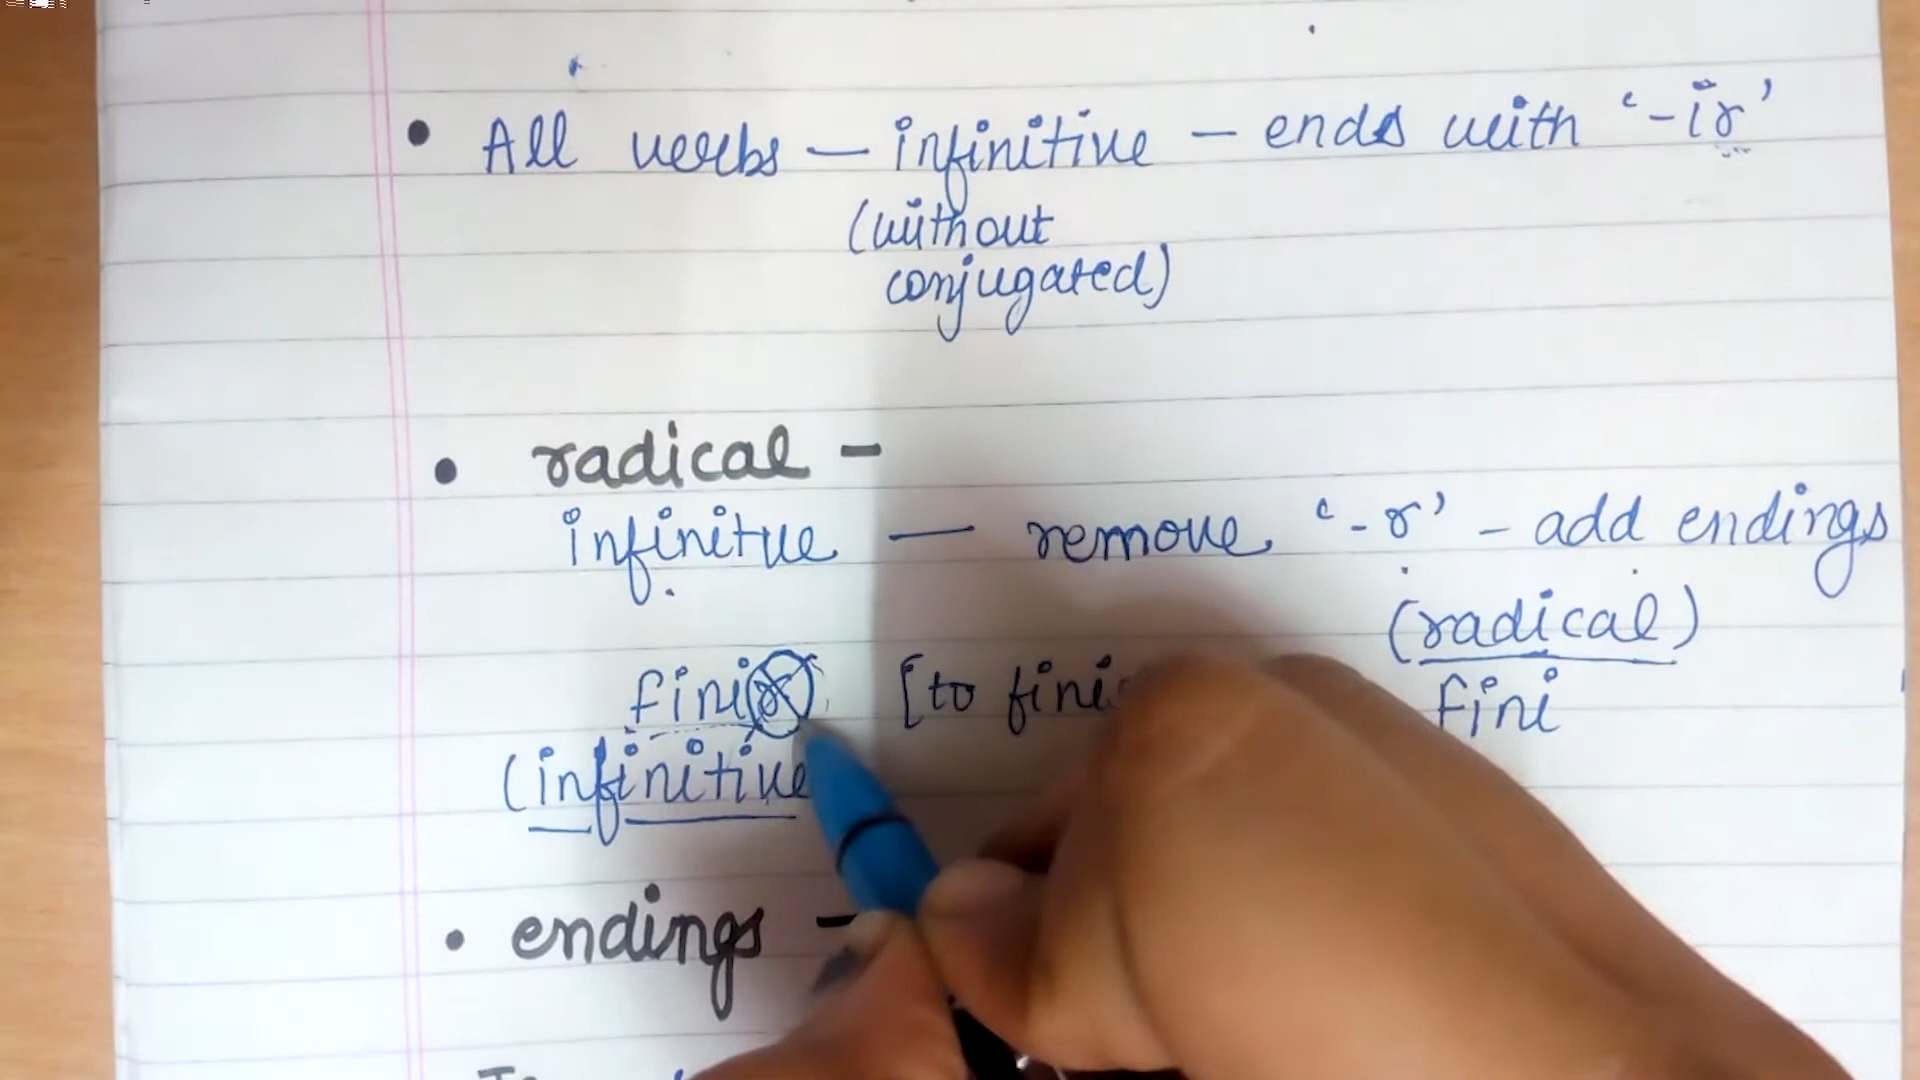 • All verbs — infinitive — ends with ‘-ir’
(without
conjugated)
• radical -
infinitve — remove ‘-r’ - add endings
(radical)
finir [to fini fini
(infinitive
• endings -